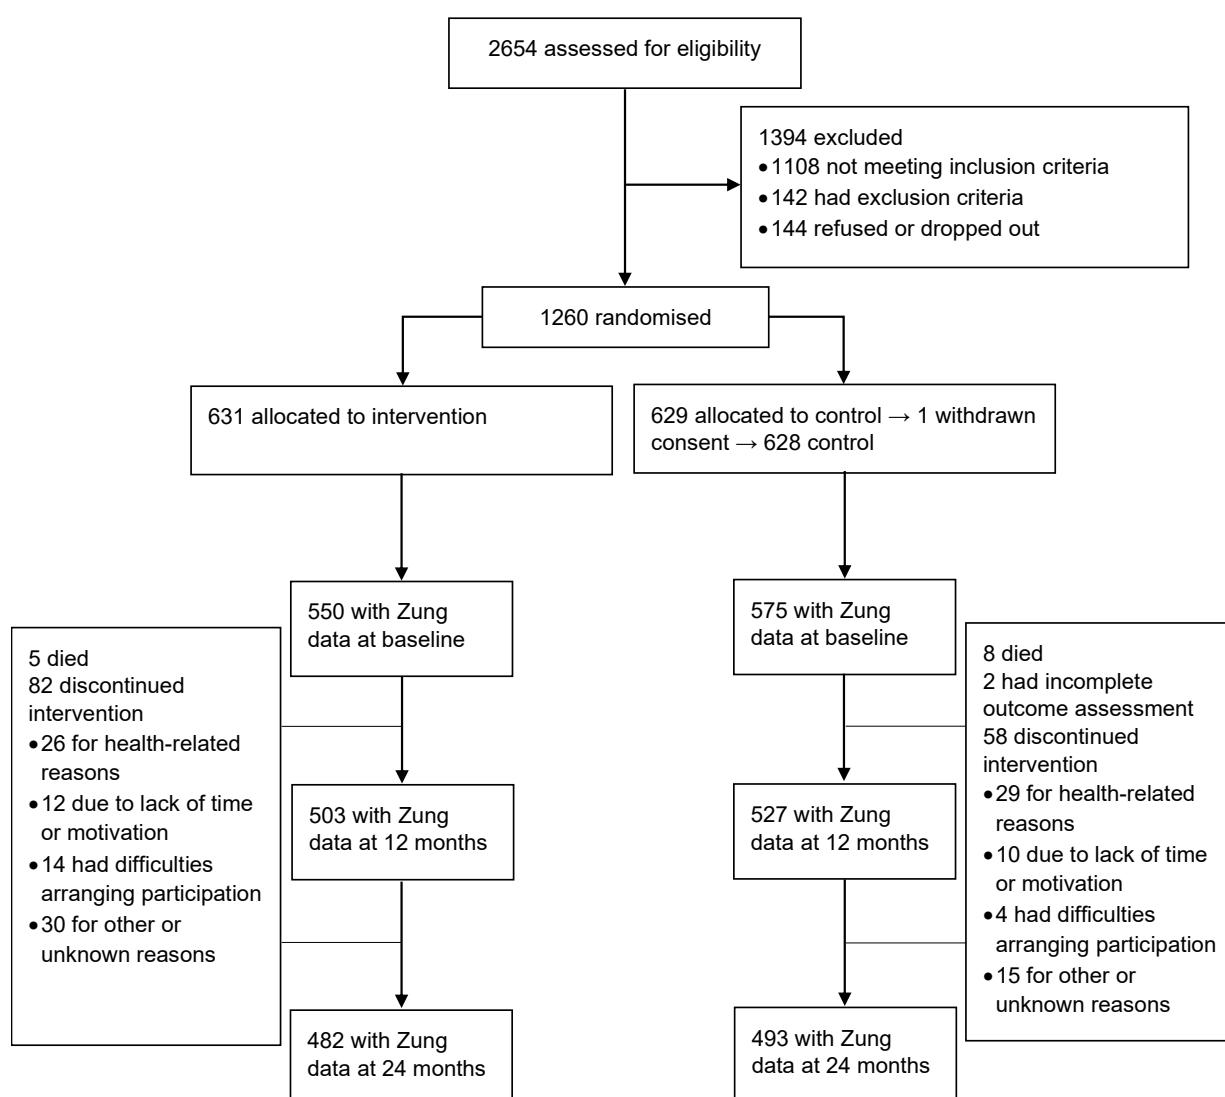 2654 assessed for eligibility
1394 excluded
•1108 not meeting inclusion criteria
•142 had exclusion criteria
•144 refused or dropped out
1260 randomised
631 allocated to intervention
629 allocated to control → 1 withdrawn
consent → 628 control
550 with Zung
data at baseline
575 with Zung
data at baseline
5 died
82 discontinued
intervention
•26 for health-related
reasons
•12 due to lack of time
or motivation
•14 had difficulties
arranging participation
•30 for other or
unknown reasons
8 died
2 had incomplete
outcome assessment
58 discontinued
intervention
•29 for health-related
reasons
•10 due to lack of time
or motivation
•4 had difficulties
arranging participation
•15 for other or
unknown reasons
503 with Zung
data at 12 months
527 with Zung
data at 12 months
482 with Zung
data at 24 months
493 with Zung
data at 24 months